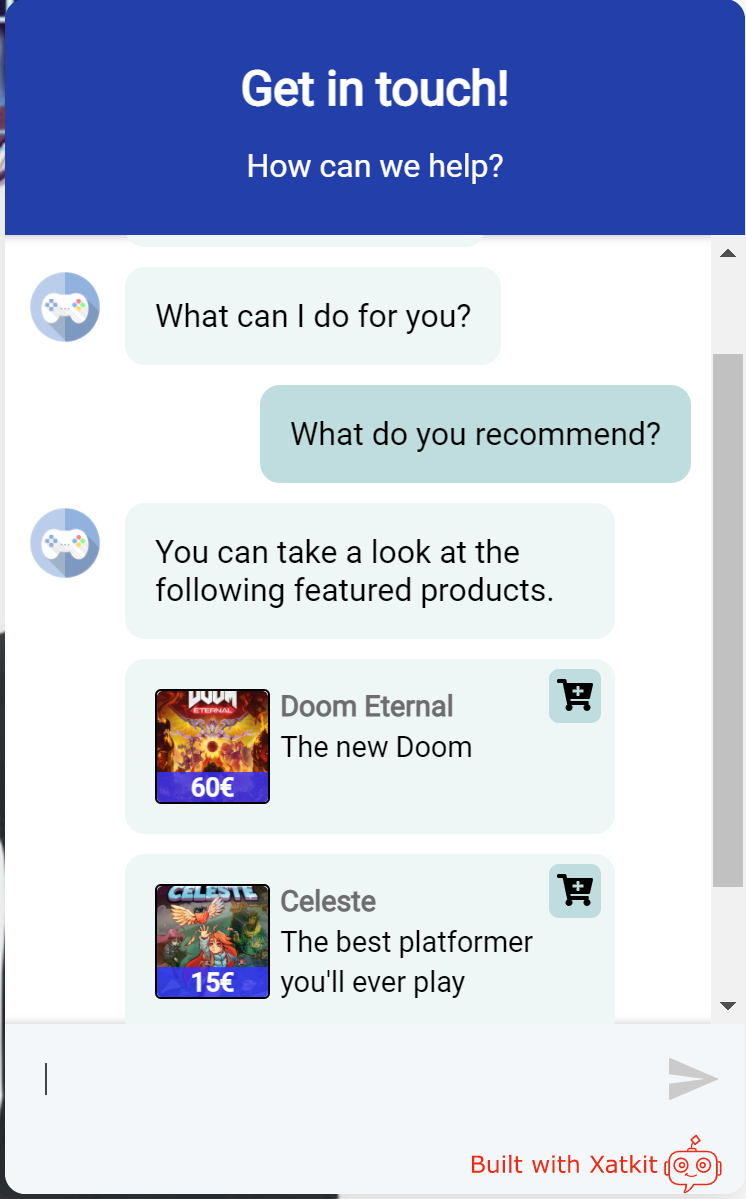 Get in touch!
How can we help?
What can I do for you?
What do you recommend?
You can take a look at the
following featured products.
DOOM
ETERNAL
60€
Doom Eternal
The new Doom
CELESTE
15€
Celeste
The best platformer
you'll ever play
Built with Xatkit